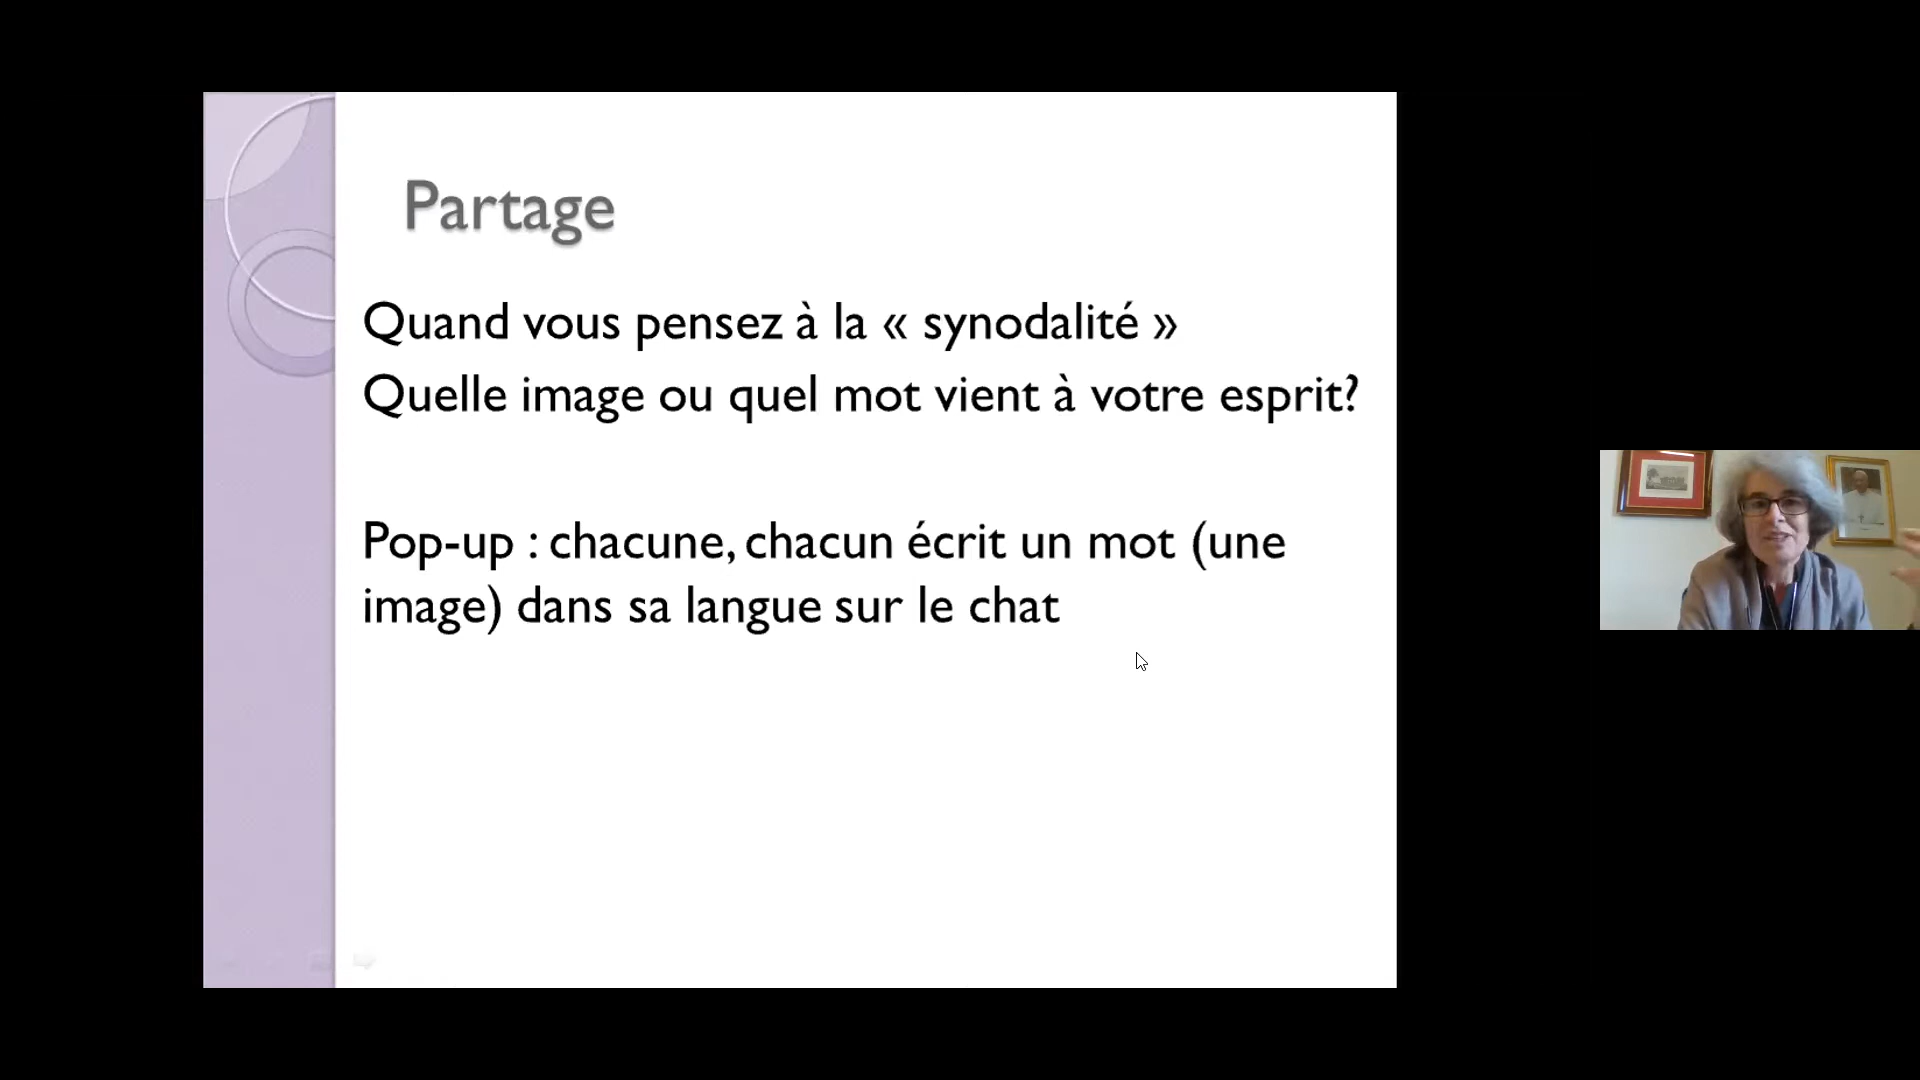 Partage
Quand vous pensez à la « synodalité »
Quelle image ou quel mot vient à votre esprit?
Pop-up : chacune, chacun écrit un mot (une
image) dans sa langue sur le chat